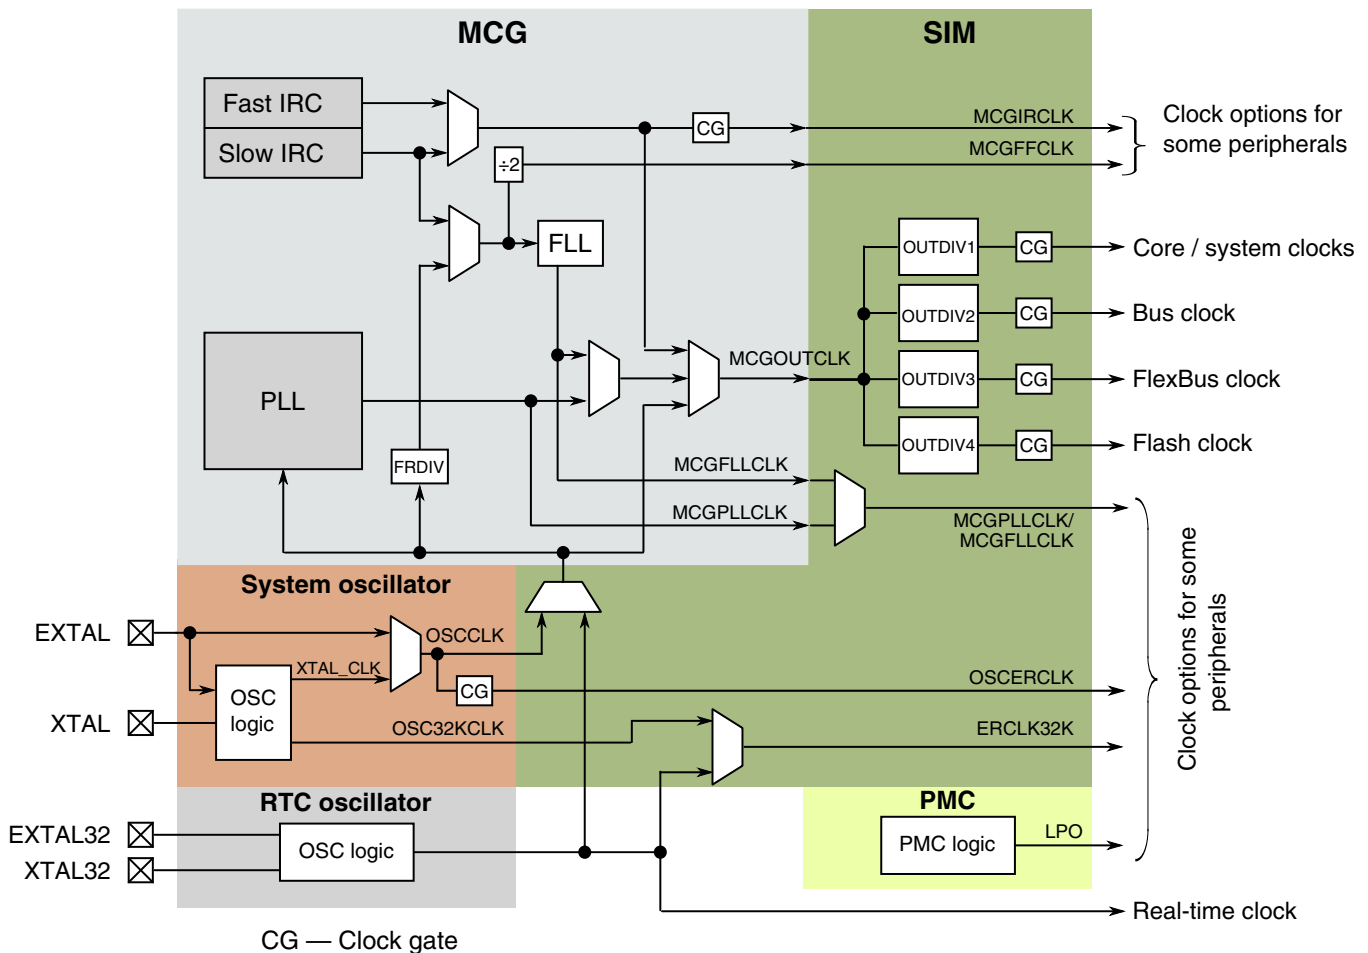 MCG
SIM
Fast IRC
Slow IRC
CG
MCGIRCLK
MCGFFCLK
Clock options for
some peripherals
÷2
FLL
OUTDIV1
CG
Core / system clocks
OUTDIV2
CG
Bus clock
PLL
MCGOUTCLK
OUTDIV3
CG
FlexBus clock
OUTDIV4
CG
Flash clock
FRDIV
MCGFLLCLK
MCGPLLCLK
MCGPLLCLK/
MCGFLLCLK
Clock options for some
peripherals
System oscillator
EXTAL
OSCCLK
XTAL_CLK
OSC
logic
CG
OSCERCLK
XTAL
OSC32KCLK
ERCLK32K
RTC oscillator
PMC
EXTAL32
XTAL32
OSC logic
PMC logic
LPO
Real-time clock
CG — Clock gate